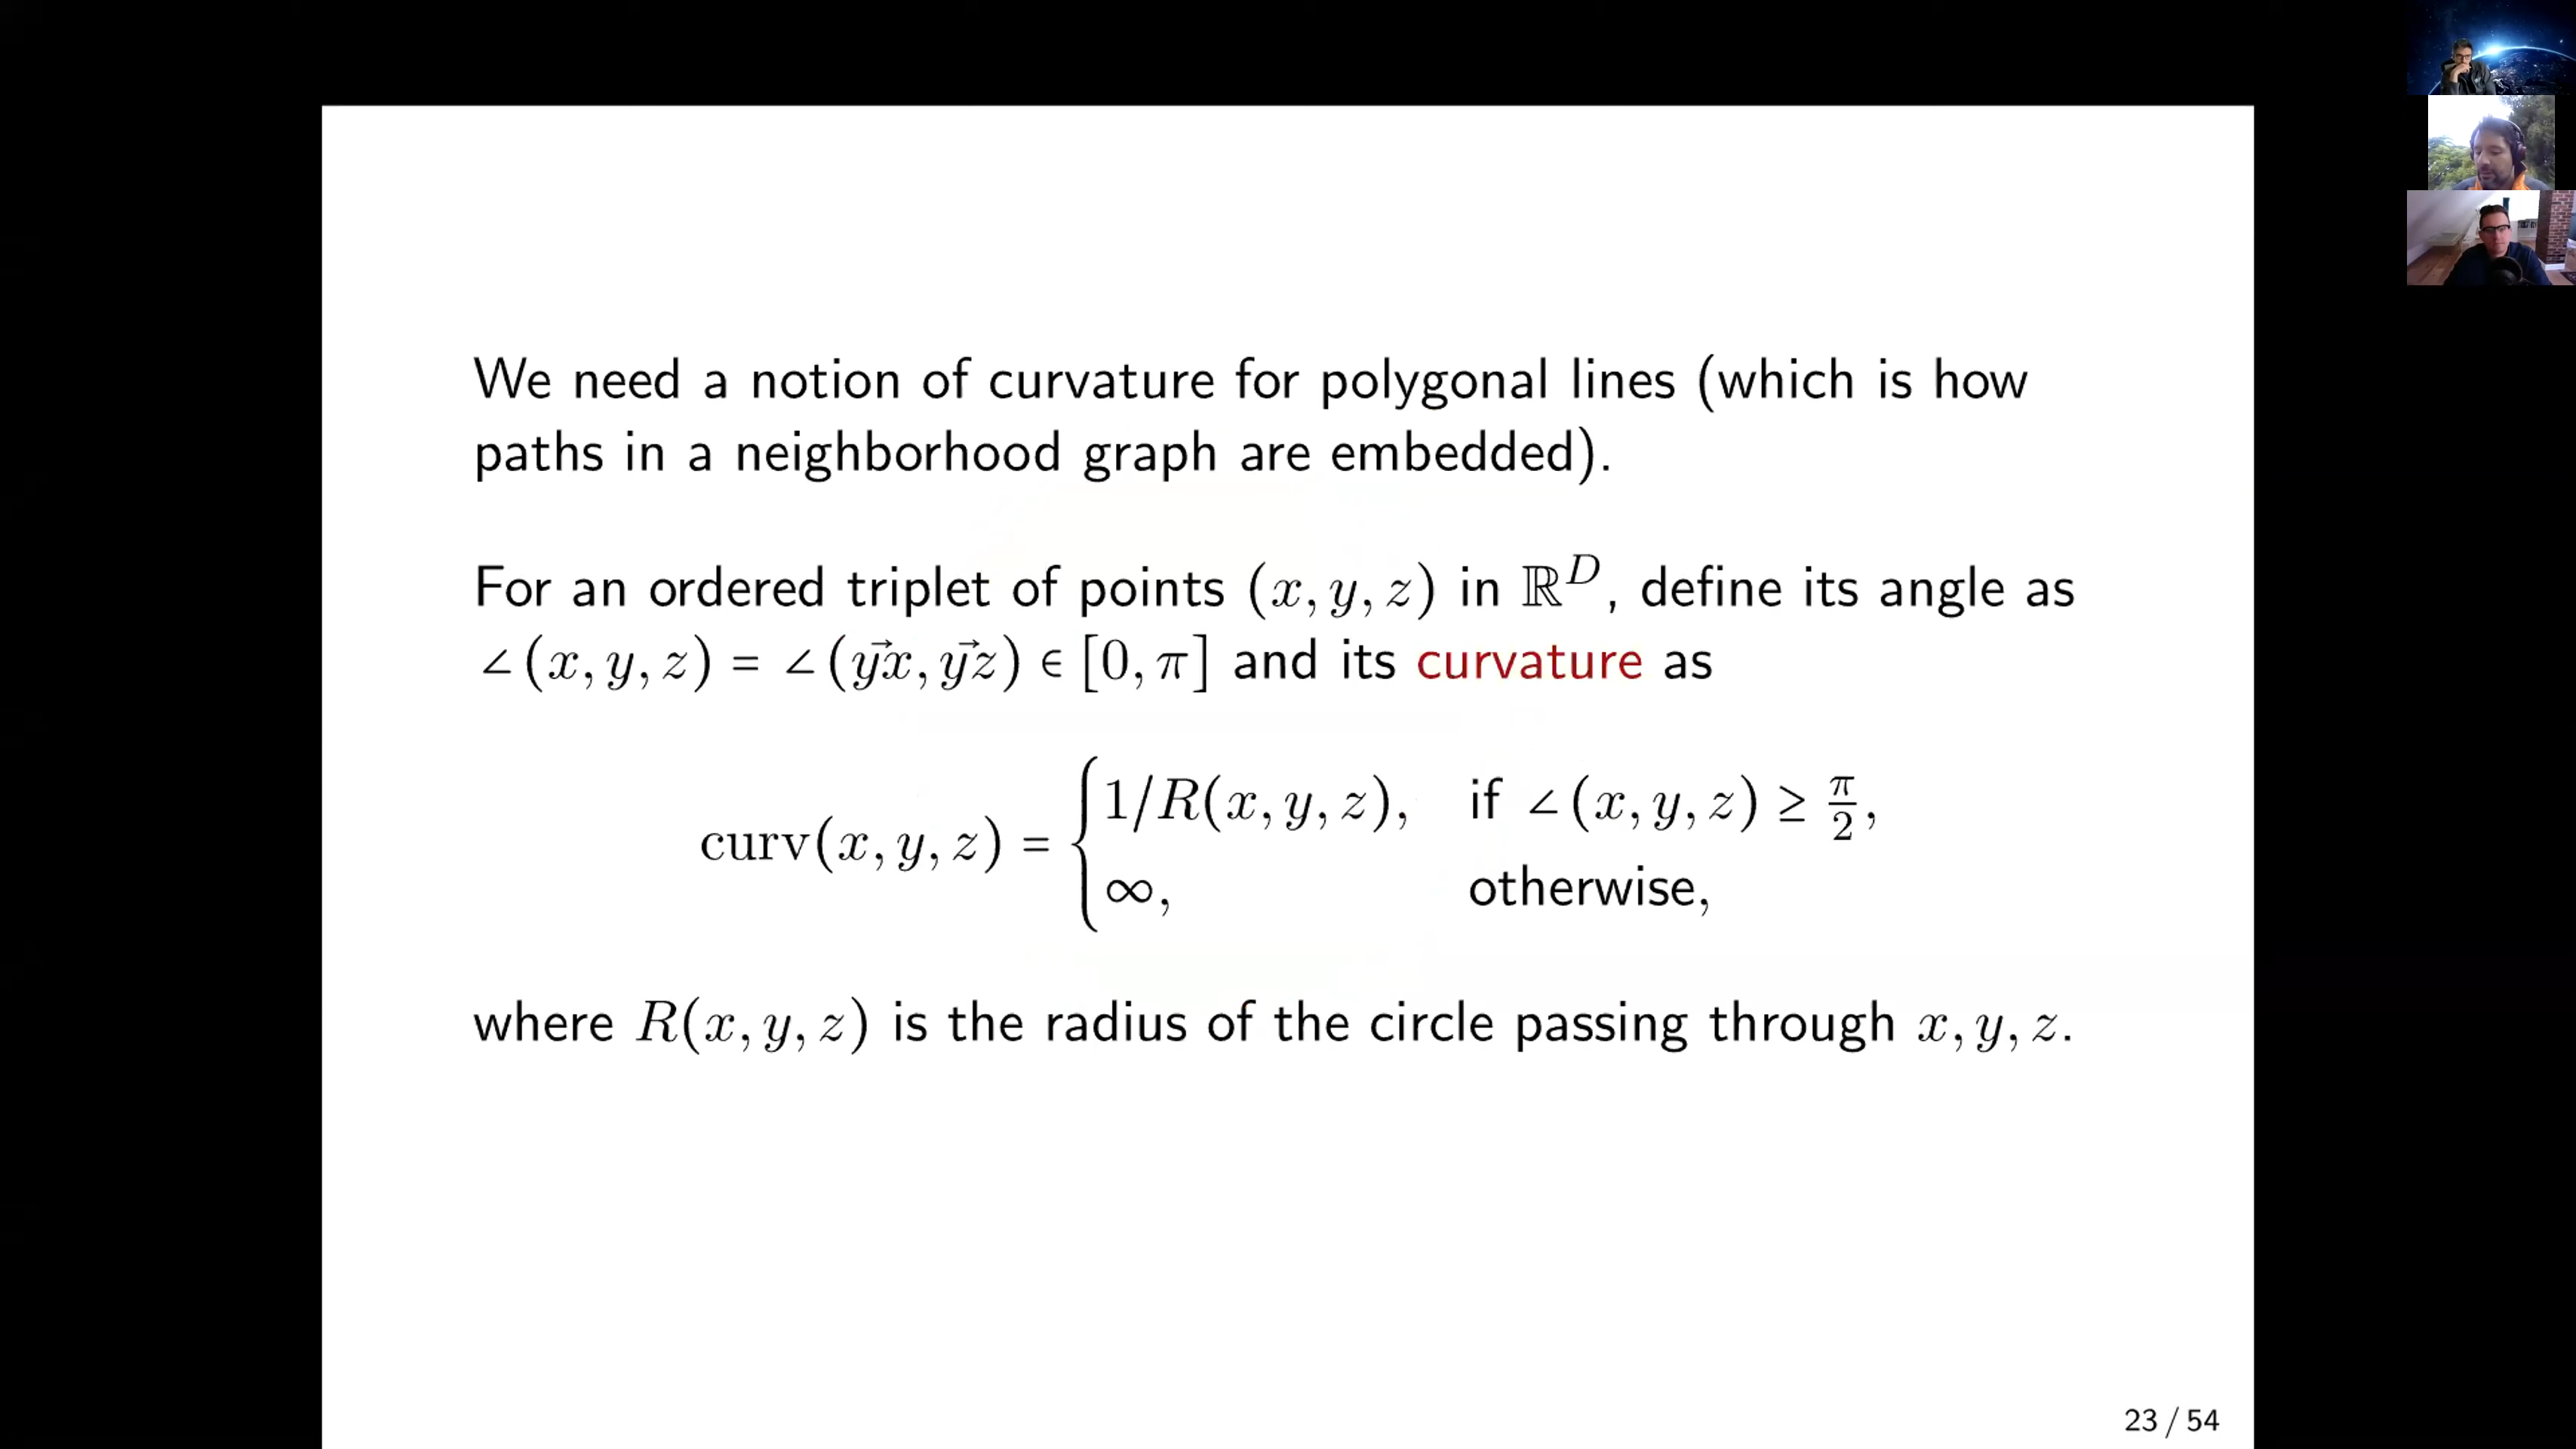 We need a notion of curvature for polygonal lines (which is how
paths in a neighborhood graph are embedded).
For an ordered triplet of points (x, y, z) in ℝ^D, define its angle as
∠(x, y, z) = ∠(y⃗x, y⃗z) ∈ [0, π] and its curvature as
curv(x, y, z) = { 1/R(x, y, z), if ∠(x, y, z) ≥ π/2,
∞, otherwise,
where R(x, y, z) is the radius of the circle passing through x, y, z.
23 / 54